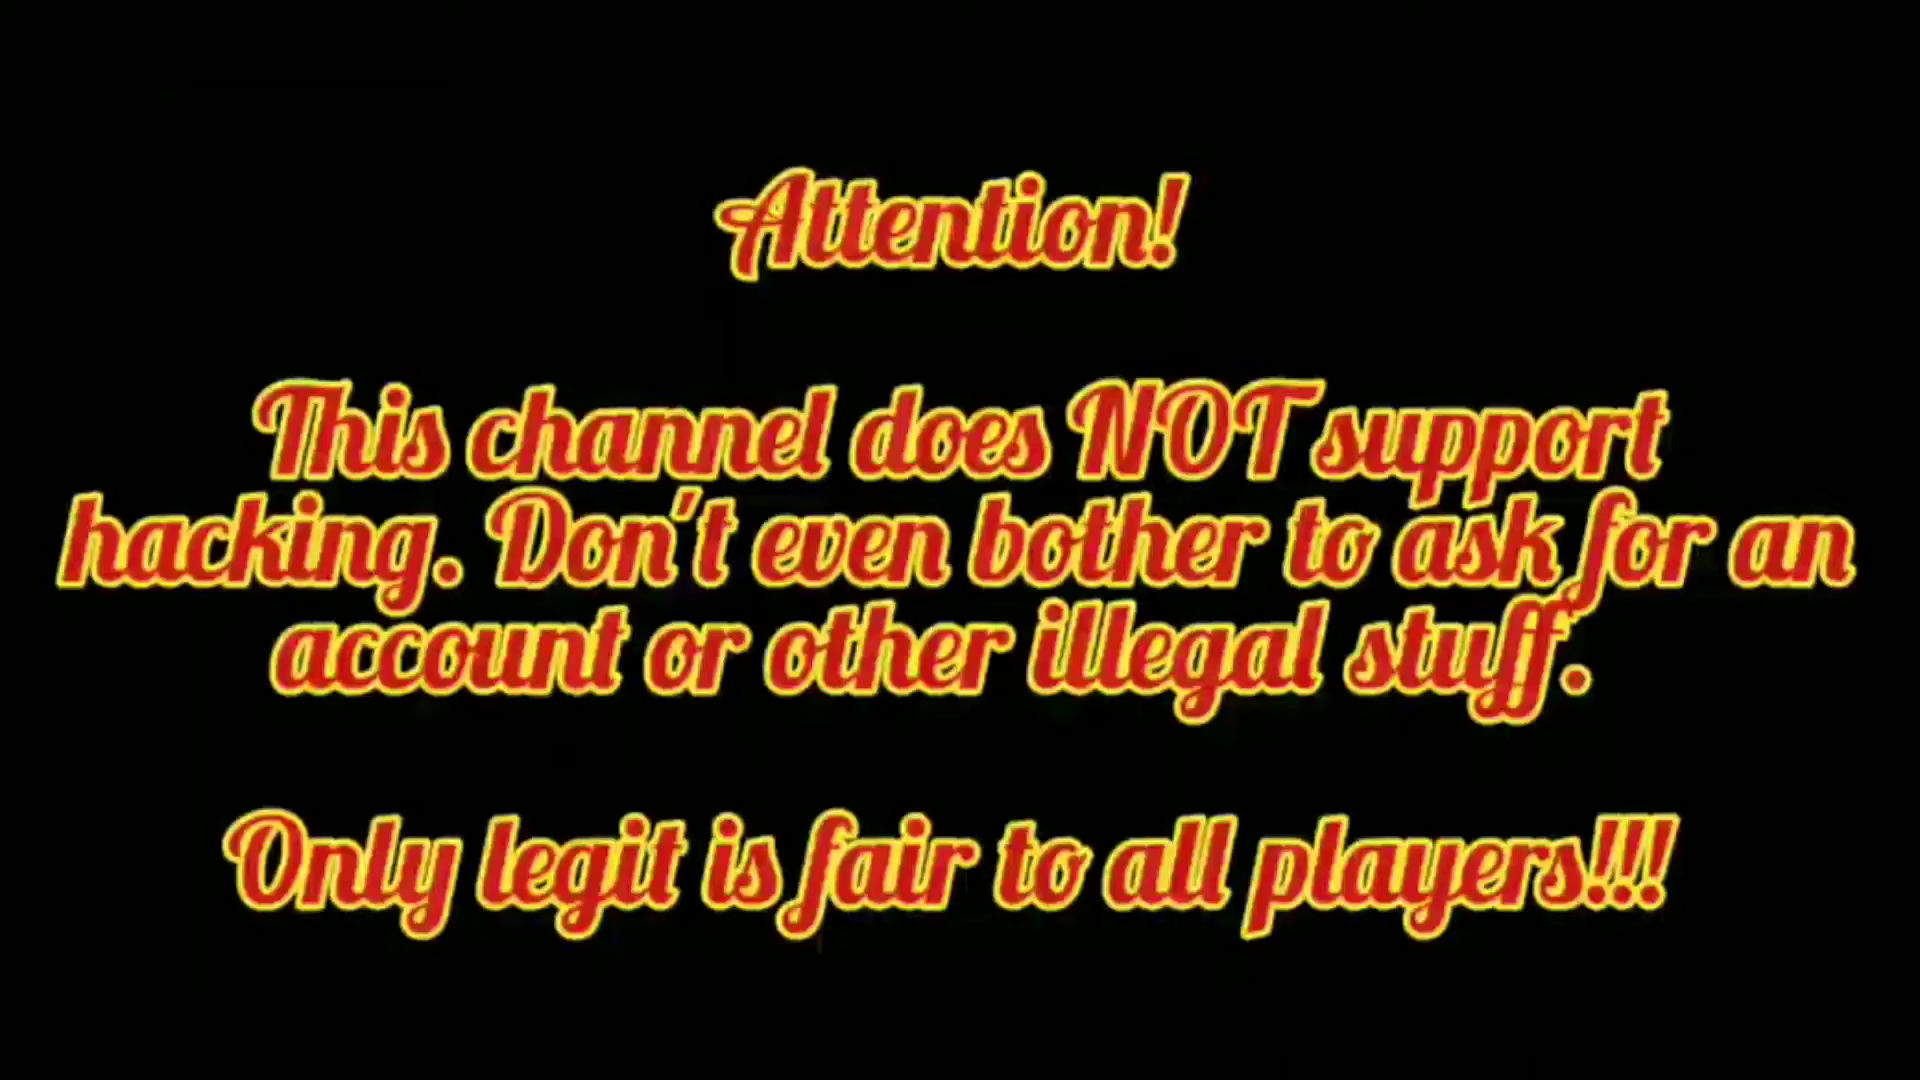 Attention!
This channel does NOT support
hacking. Don't even bother to ask for an
account or other illegal stuff.
Only legit is fair to all players!!!